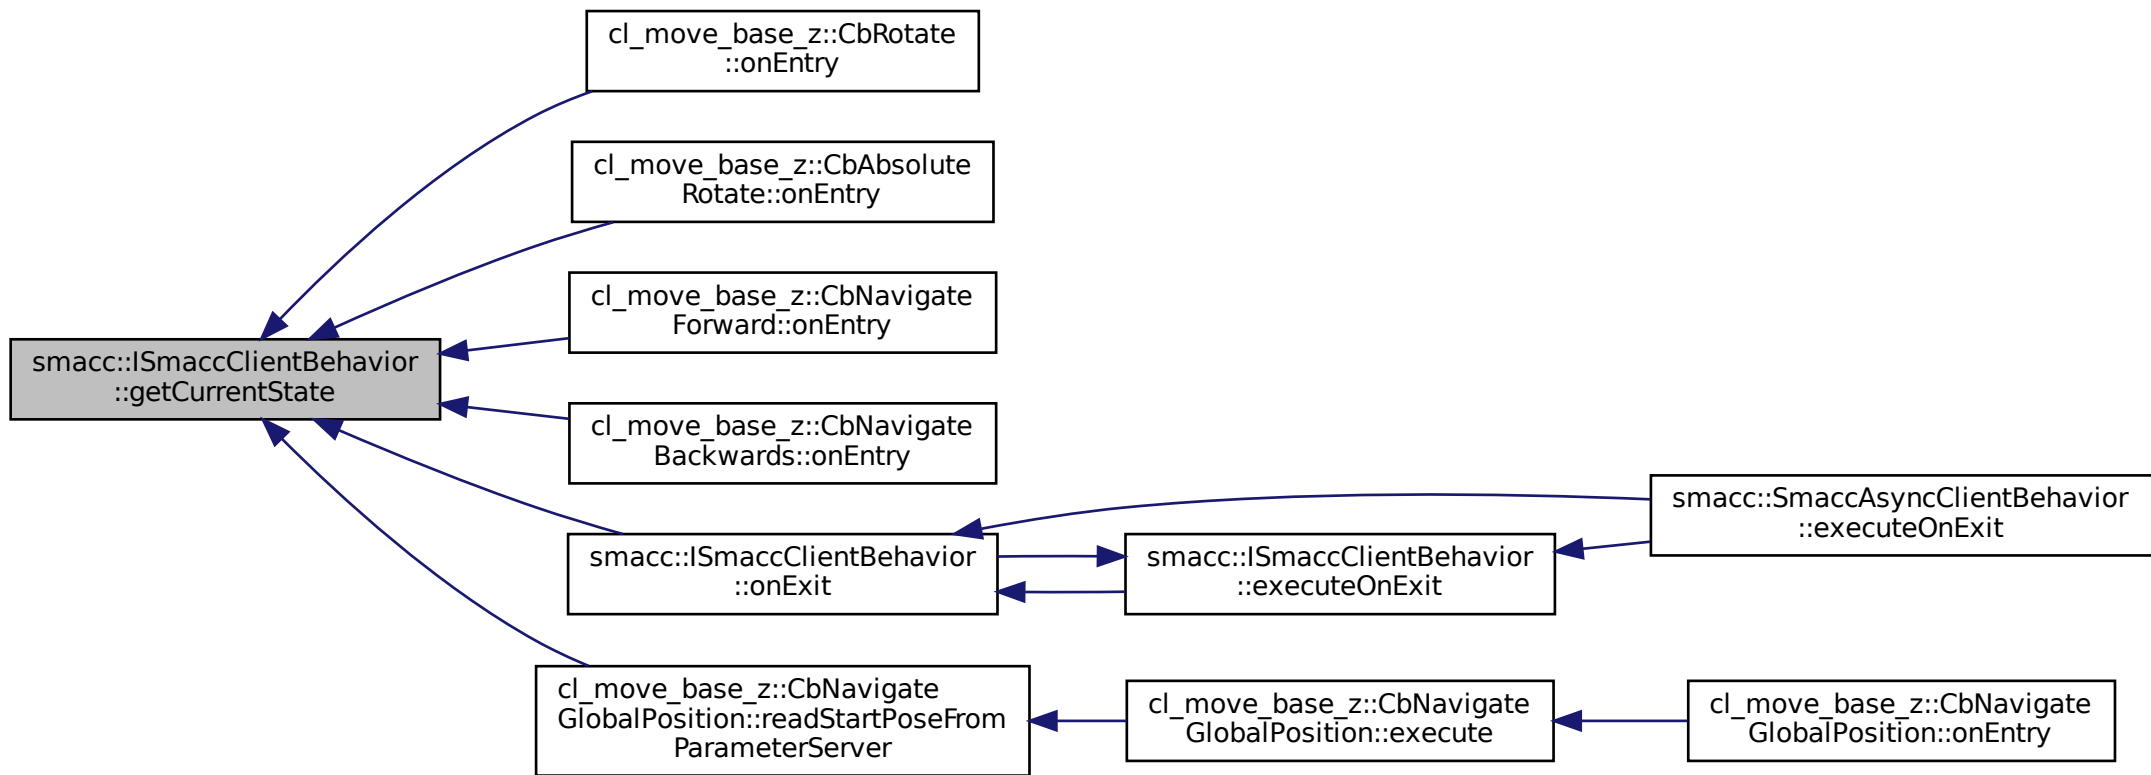 cl_move_base_z::CbRotate
::onEntry
cl_move_base_z::CbAbsolute
Rotate::onEntry
cl_move_base_z::CbNavigate
Forward::onEntry
smacc::ISmaccClientBehavior
::getCurrentState
cl_move_base_z::CbNavigate
Backwards::onEntry
smacc::SmaccAsyncClientBehavior
::executeOnExit
smacc::ISmaccClientBehavior
::onExit
smacc::ISmaccClientBehavior
::executeOnExit
cl_move_base_z::CbNavigate
GlobalPosition::readStartPoseFrom
ParameterServer
cl_move_base_z::CbNavigate
GlobalPosition::execute
cl_move_base_z::CbNavigate
GlobalPosition::onEntry